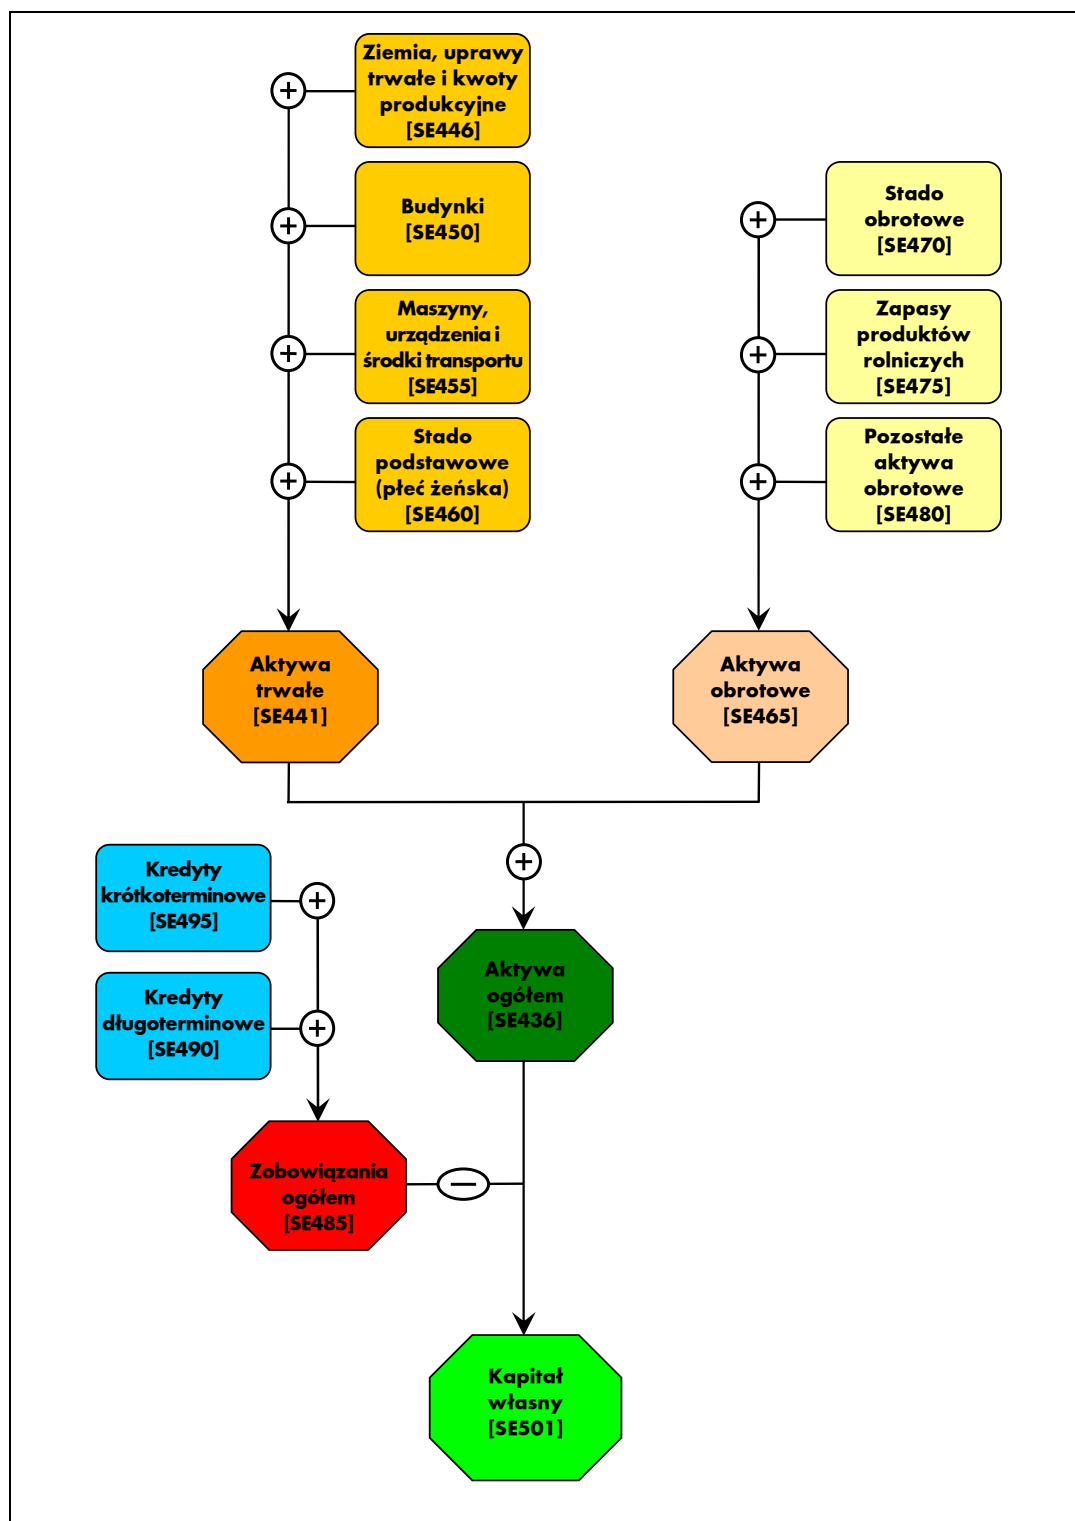 Ziemia, uprawy
trwałe i kwoty
produkcyjne
[SE446]
Budynki
[SE450]
Maszyny,
urządzenia i
środki transportu
[SE455]
Stado
podstawowe
(płeć żeńska)
[SE460]
Stado
obrotowe
[SE470]
Zapasy
produktów
rolniczych
[SE475]
Pozostałe
aktywa
obrotowe
[SE480]
Aktywa
trwałe
[SE441]
Aktywa
obrotowe
[SE465]
Kredyty
krótkoterminowe
[SE495]
Kredyty
długoterminowe
[SE490]
Aktywa
ogółem
[SE436]
Zobowiązania
ogółem
[SE485]
Kapitał
własny
[SE501]